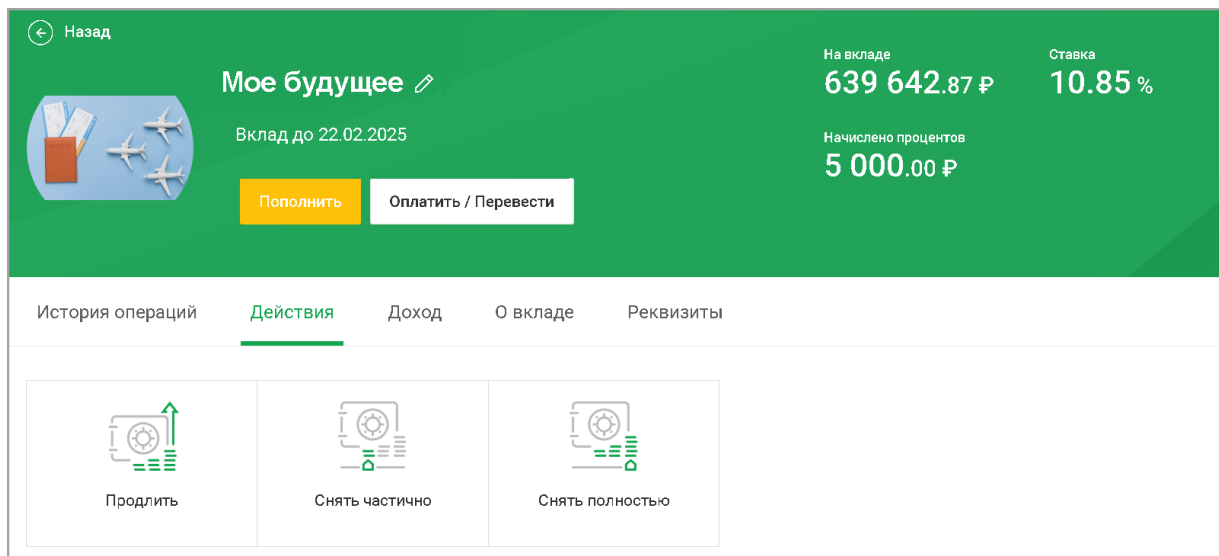 Назад
Мое будущее
Вклад до 22.02.2025
Пополнить
Оплатить / Перевести
На вкладе
639 642.87 ₽
Ставка
10.85 %
Начислено процентов
5 000.00 ₽
История операций
Действия
Доход
О вкладе
Реквизиты
Продлить
Снять частично
Снять полностью